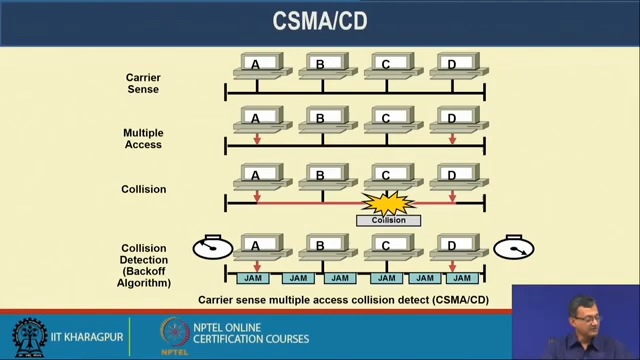 CSMA/CD
Carrier
Sense
A B C D
Multiple
Access
A B C D
Collision
A B C D
Collision
Collision
Detection
(Backoff
Algorithm)
A B C D
JAM JAM JAM JAM JAM JAM
Carrier sense multiple access collision detect (CSMA/CD)
IIT KHARAGPUR
NPTEL
NPTEL ONLINE
CERTIFICATION COURSES